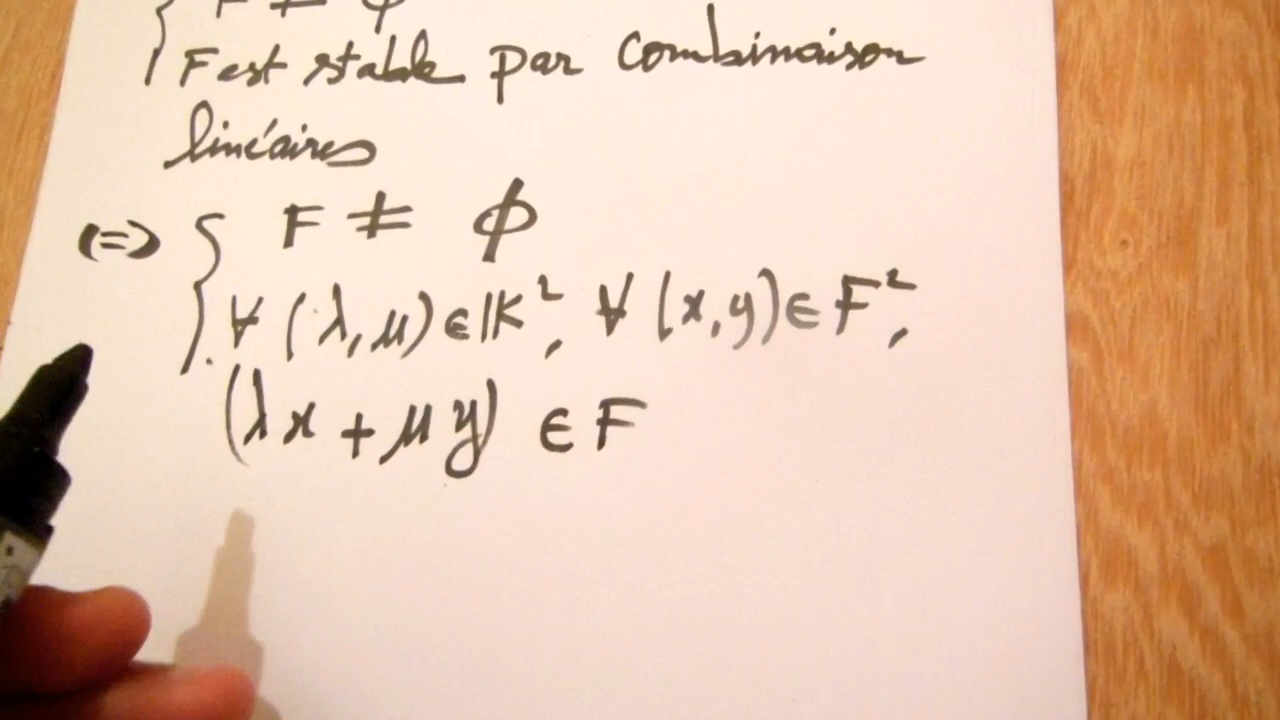 { F ≠ ϕ
F est stable par combinaison
linéaires
(=) { F ≠ ϕ
∀ (λ, μ) ∈ K², ∀ (x, y) ∈ F²,
(λx + μy) ∈ F